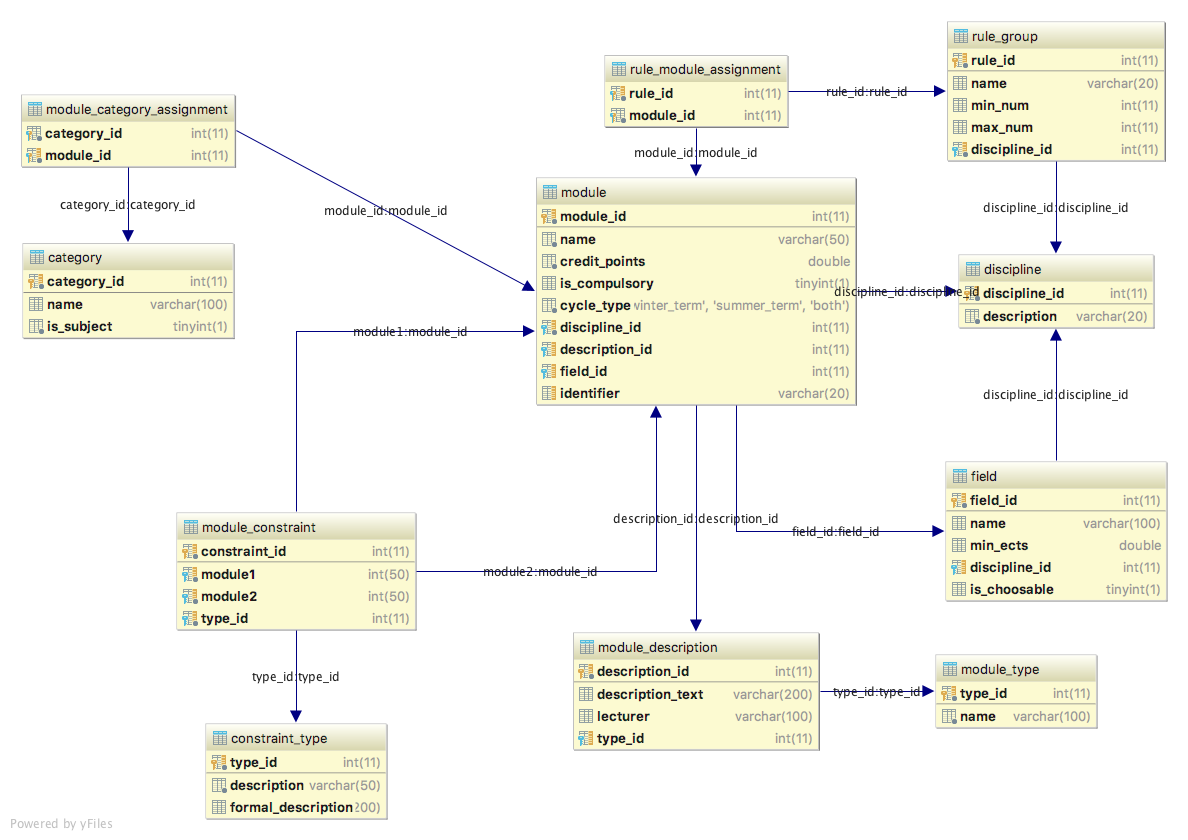 rule_group
rule_id int(11)
name varchar(20)
min_num int(11)
max_num int(11)
discipline_id int(11)
rule_module_assignment
rule_id int(11)
module_id int(11)
rule_id:rule_id
module_category_assignment
category_id int(11)
module_id int(11)
module_id:module_id
category_id:category_id
module_id:module_id
discipline_id:discipline_id
module
module_id int(11)
name varchar(50)
credit_points double
is_compulsory tinyint(1)
cycle_type winter_term', 'summer_term', 'both')
discipline_id int(11)
description_id int(11)
field_id int(11)
identifier varchar(20)
category
category_id int(11)
name varchar(100)
is_subject tinyint(1)
discipline
discipline_id int(11)
description varchar(20)
discipline_id:discipline_id
module1:module_id
discipline_id:discipline_id
field
field_id int(11)
name varchar(100)
min_ects double
discipline_id int(11)
is_choosable tinyint(1)
module_constraint
constraint_id int(11)
module1 int(50)
module2 int(50)
type_id int(11)
description_id:description_id
field_id:field_id
module2:module_id
type_id:type_id
module_description
description_id int(11)
description_text varchar(200)
lecturer varchar(100)
type_id int(11)
type_id:type_id
module_type
type_id int(11)
name varchar(100)
constraint_type
type_id int(11)
description varchar(50)
formal_description 200)
Powered by yFiles